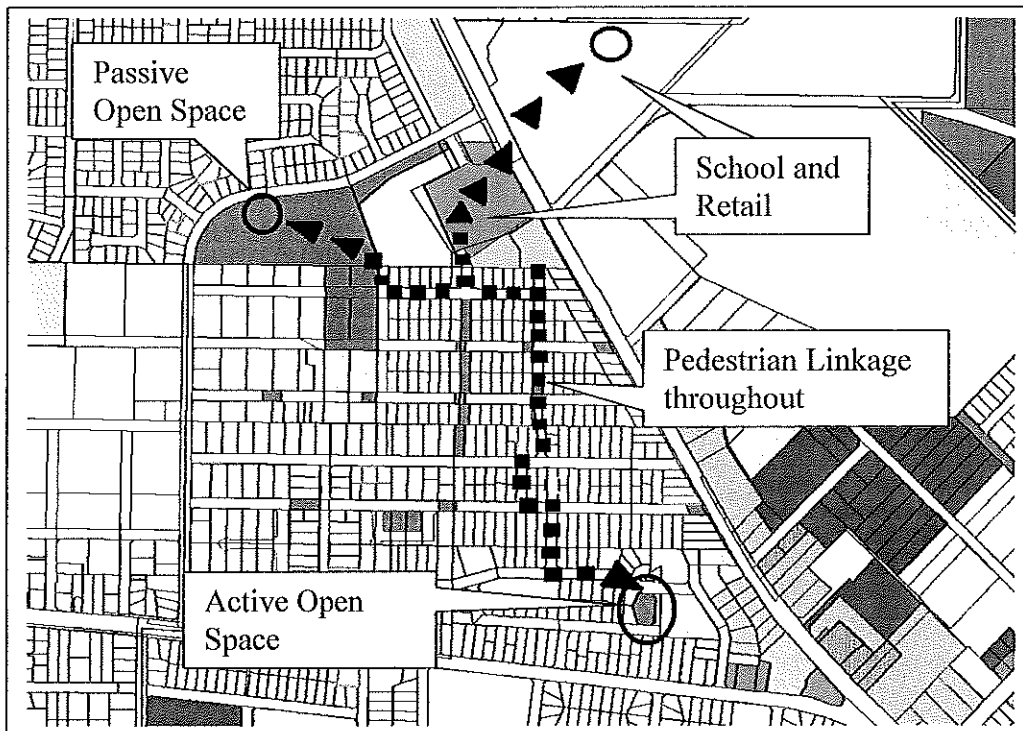 Passive
Open Space
School and
Retail
Pedestrian Linkage
throughout
Active Open
Space